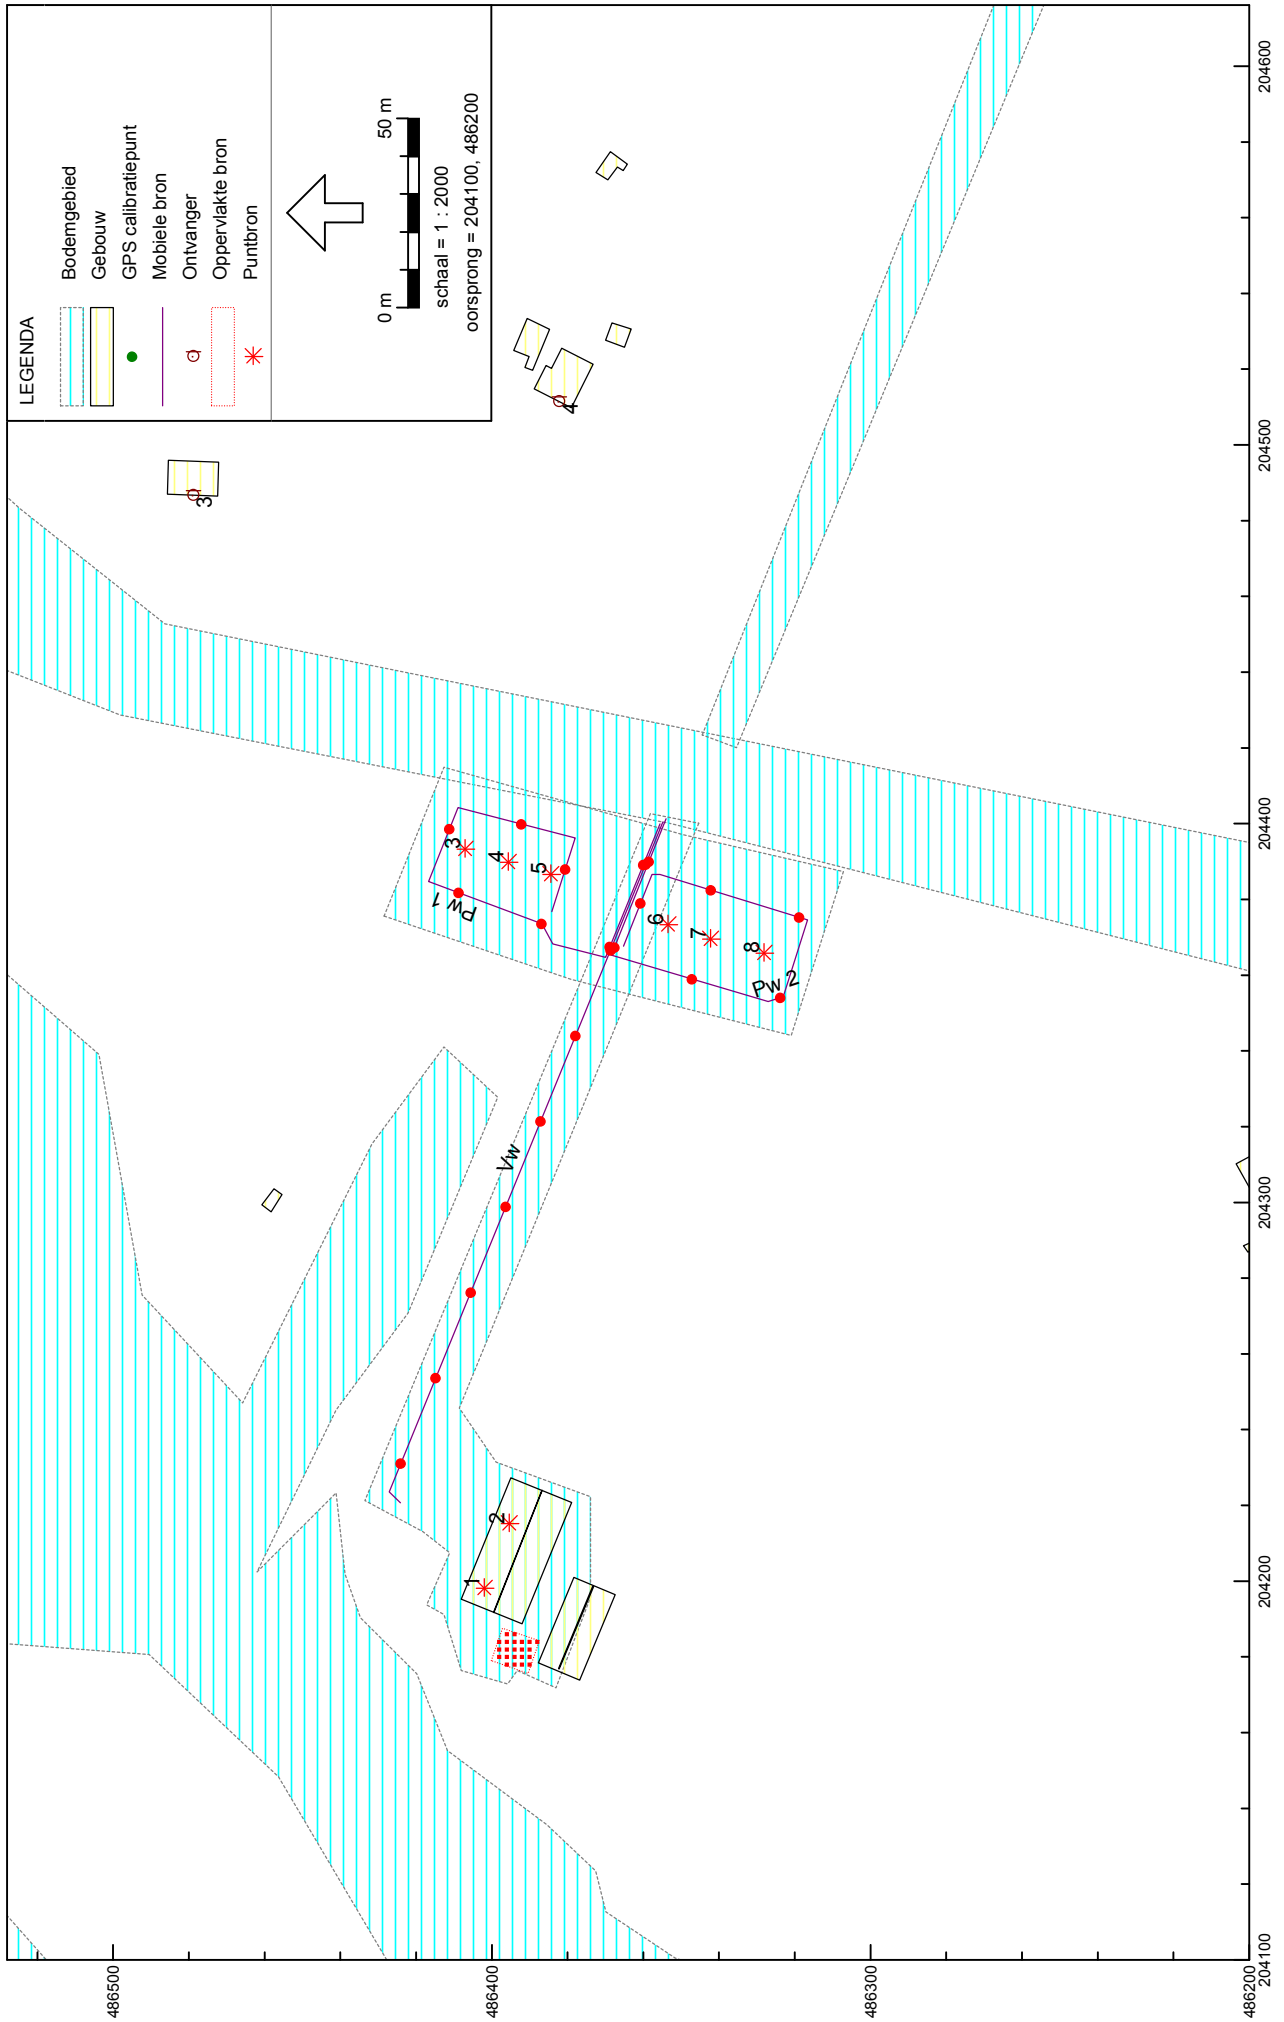 LEGENDA
Bodemgebied
Gebouw
GPS calibratiepunt
Mobiele bron
Ontvanger
Oppervlakte bron
Puntbron
0 m 50 m
schaal = 1 : 2000
oorsprong = 204100, 486200
3
4
3
4
5
Pw 1
6
7
8
Pw 2
Vw
1
2
486500
486400
486300
486200
204100
204200
204300
204400
204500
204600